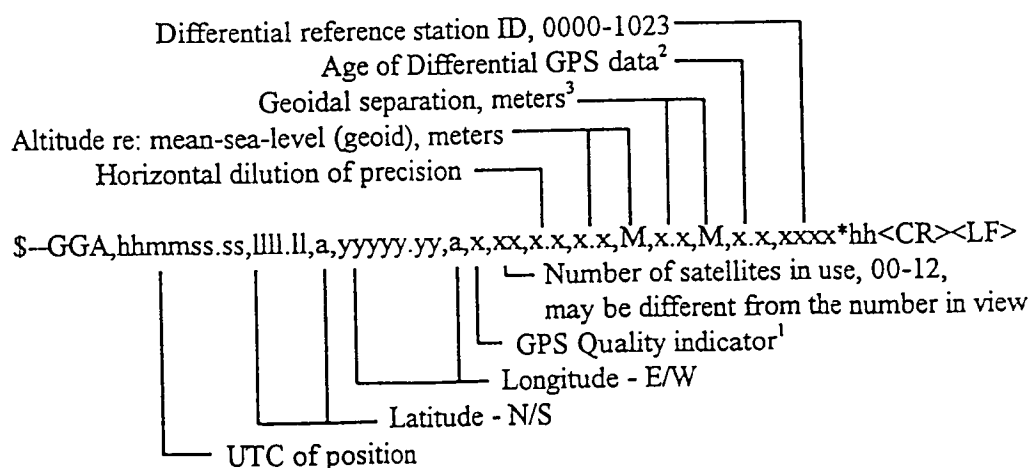 Differential reference station ID, 0000-1023
Age of Differential GPS data²
Geoidal separation, meters³
Altitude re: mean-sea-level (geoid), meters
Horizontal dilution of precision
$--GGA,hhmmss.ss,llll.ll,a,yyyyy.yy,a,x,xx,x.x,x.x,M,x.x,M,x.x,xxxx*hh<CR><LF>
Number of satellites in use, 00-12,
may be different from the number in view
GPS Quality indicator¹
Longitude - E/W
Latitude - N/S
UTC of position